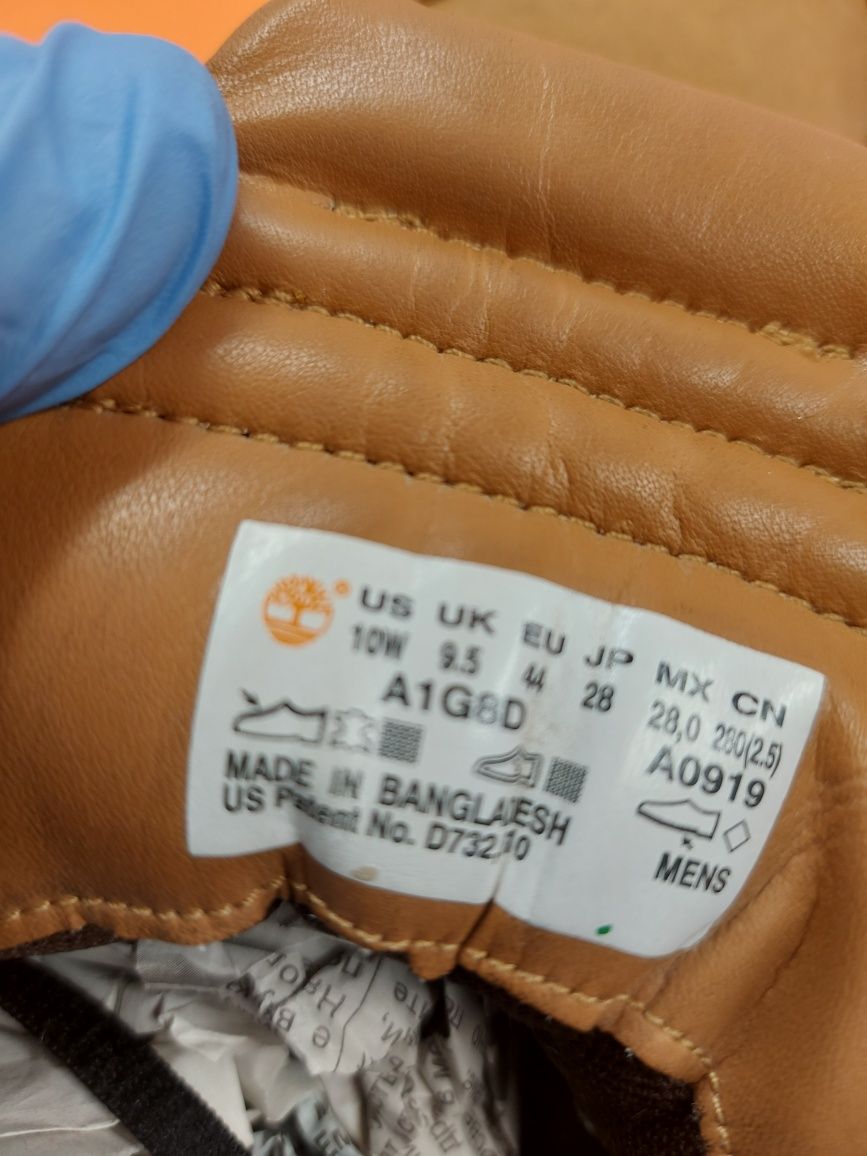 US UK EU JP MX CN
10W 9.5 44 28 28,0 280(2.5)
A1G8D A0919
MADE IN BANGLADESH
US Patent No.
MENS